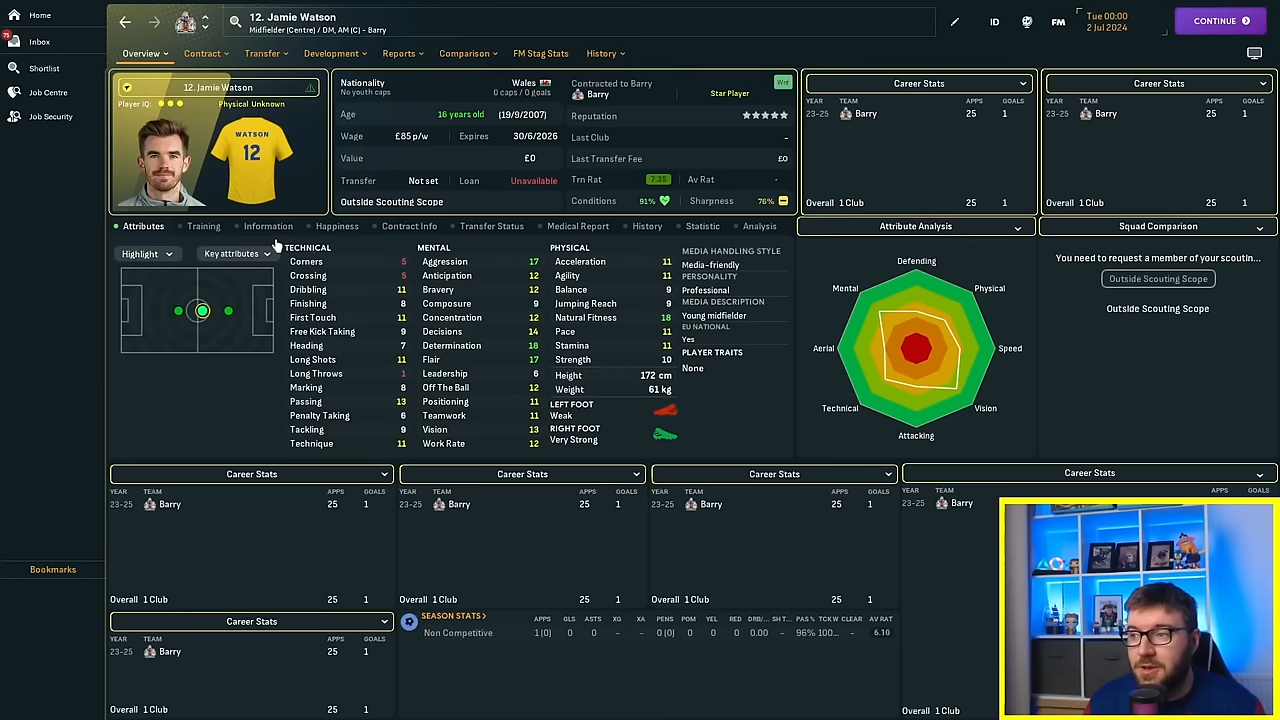 Home
75
Inbox
Shortlist
Job Centre
Job Security
Bookmarks
12. Jamie Watson
Midfielder (Centre) / DM, AM (C) - Barry
ID
FM
Tue 00:00
2 Jul 2024
CONTINUE
Overview
Contract
Transfer
Development
Reports
Comparison
FM Stag Stats
History
12. Jamie Watson
Player IQ:
Physical Unknown
WATSON
12
Nationality
No youth caps
Wales
0 caps / 0 goals
Age
16 years old
(19/9/2007)
Wage
£85 p/w
Expires
30/6/2026
Value
£0
Transfer
Not set
Loan
Unavailable
Outside Scouting Scope
Contracted to Barry
Barry
Wnt
Star Player
Reputation
Last Club
-
Last Transfer Fee
£0
Trn Rat
7.35
Av Rat
-
Conditions
91%
Sharpness
76%
Career Stats
YEAR TEAM APPS GOALS
23-25 Barry 25 1
Overall 1 Club 25 1
Career Stats
YEAR TEAM APPS GOALS
23-25 Barry 25 1
Overall 1 Club 25 1
Attributes
Training
Information
Happiness
Contract Info
Transfer Status
Medical Report
History
Statistic
Analysis
Highlight
Key attributes
TECHNICAL
Corners 5
Crossing 5
Dribbling 11
Finishing 8
First Touch 11
Free Kick Taking 9
Heading 7
Long Shots 11
Long Throws 1
Marking 8
Passing 13
Penalty Taking 6
Tackling 9
Technique 11
MENTAL
Aggression 17
Anticipation 12
Bravery 12
Composure 9
Concentration 12
Decisions 14
Determination 18
Flair 17
Leadership 6
Off The Ball 12
Positioning 11
Teamwork 11
Vision 13
Work Rate 12
PHYSICAL
Acceleration 11
Agility 11
Balance 9
Jumping Reach 9
Natural Fitness 18
Pace 11
Stamina 11
Strength 10
Height 172 cm
Weight 61 kg
LEFT FOOT
Weak
RIGHT FOOT
Very Strong
MEDIA HANDLING STYLE
Media-friendly
PERSONALITY
Professional
MEDIA DESCRIPTION
Young midfielder
EU NATIONAL
Yes
PLAYER TRAITS
None
Attribute Analysis
Defending
Physical
Speed
Vision
Attacking
Technical
Aerial
Mental
Squad Comparison
You need to request a member of your scoutin...
Outside Scouting Scope
Outside Scouting Scope
Career Stats
YEAR TEAM APPS GOALS
23-25 Barry 25 1
Overall 1 Club 25 1
Career Stats
YEAR TEAM APPS GOALS
23-25 Barry 25 1
Overall 1 Club 25 1
Career Stats
YEAR TEAM APPS GOALS
23-25 Barry 25 1
Overall 1 Club 25 1
Career Stats
YEAR TEAM APPS GOALS
23-25 Barry
Overall 1 Club
Career Stats
YEAR TEAM APPS GOALS
23-25 Barry 25 1
Overall 1 Club 25 1
SEASON STATS
APPS GLS ASTS XG XA PENS POM YEL RED DRB/... SH T... PAS % TCK W CLEAR AV RAT
Non Competitive 1 (0) 0 0 - - 0 (0) 0 0 0 0.00 - 96% 100... - 6.10